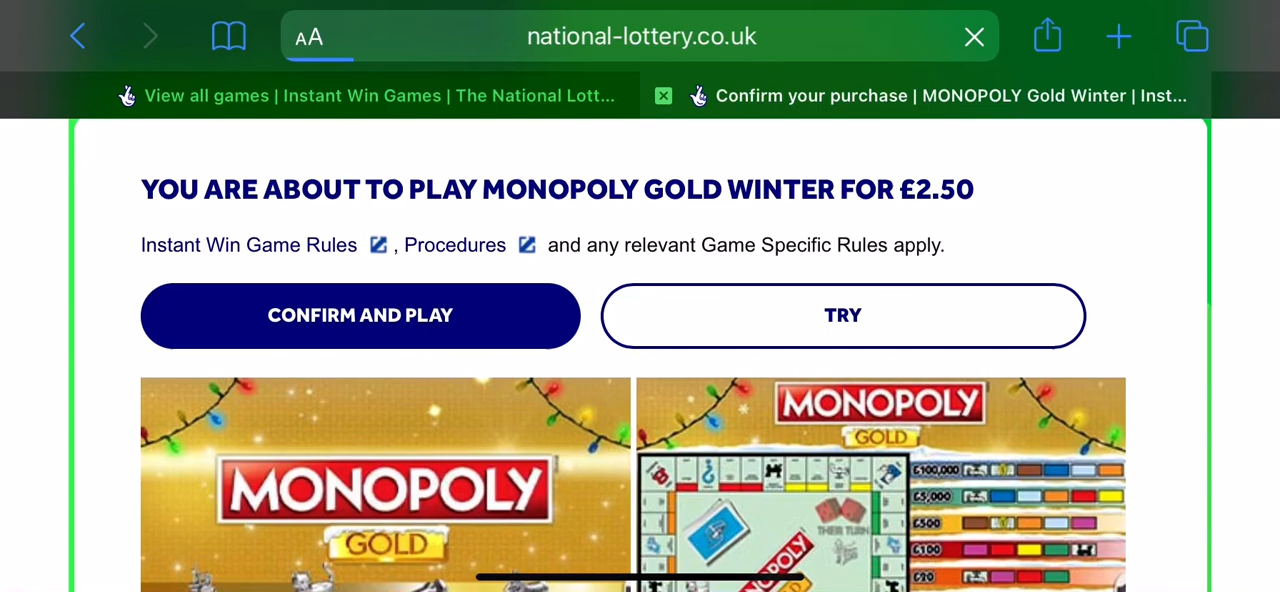 AA national-lottery.co.uk
View all games | Instant Win Games | The National Lott...
Confirm your purchase | MONOPOLY Gold Winter | Inst...
YOU ARE ABOUT TO PLAY MONOPOLY GOLD WINTER FOR £2.50
Instant Win Game Rules , Procedures and any relevant Game Specific Rules apply.
CONFIRM AND PLAY
TRY
MONOPOLY
GOLD
MONOPOLY
GOLD
THEIR TURN
MONOPOLY
£100,000
£5,000
£500
£100
£20